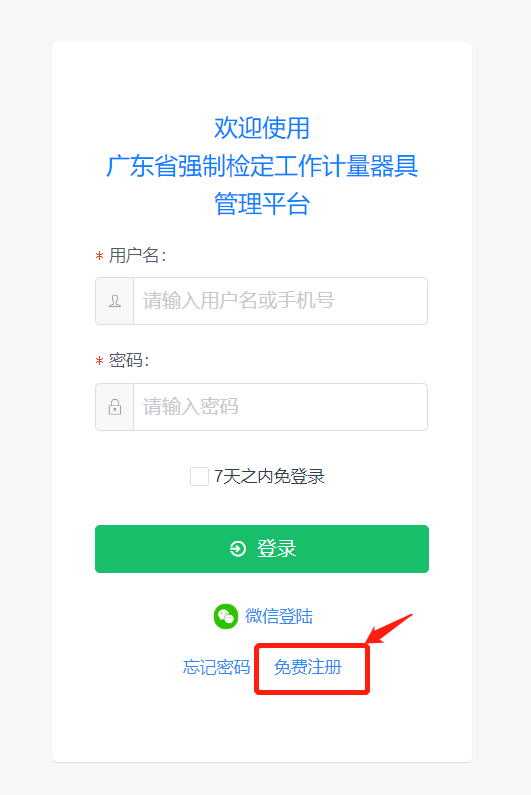 欢迎使用
广东省强制检定工作计量器具
管理平台
* 用户名:
请输入用户名或手机号
* 密码:
请输入密码
7天之内免登录
登录
微信登陆
忘记密码 免费注册